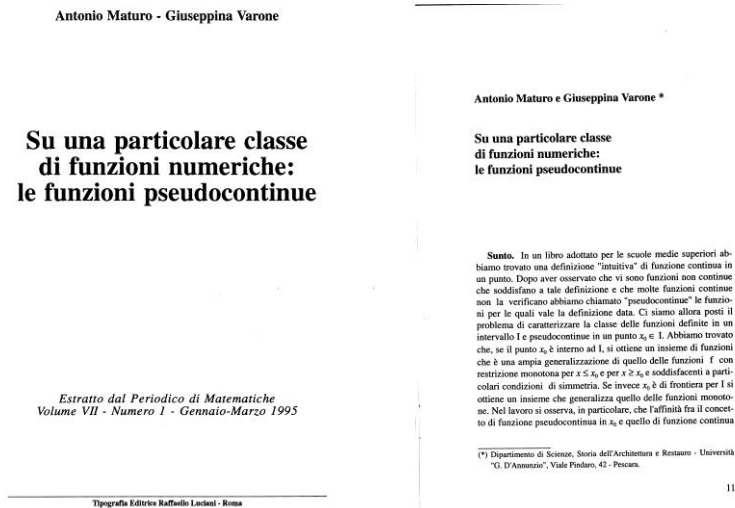 Antonio Maturo - Giuseppina Varone
Su una particolare classe
di funzioni numeriche:
le funzioni pseudocontinue
Estratto dal Periodico di Matematiche
Volume VII - Numero 1 - Gennaio-Marzo 1995
Tipografia Editrice Raffaello Luciani - Roma
Antonio Maturo e Giuseppina Varone *
Su una particolare classe
di funzioni numeriche:
le funzioni pseudocontinue
Sunto. In un libro adottato per le scuole medie superiori ab-
biamo trovato una definizione "intuitiva" di funzione continua in
un punto. Dopo aver osservato che vi sono funzioni non continue
che soddisfano a tale definizione e che molte funzioni continue
non la verificano abbiamo chiamato "pseudocontinue" le funzio-
ni per le quali vale la definizione data. Ci siamo allora posti il
problema di caratterizzare la classe delle funzioni definite in un
intervallo I e pseudocontinue in un punto x₀ ∈ I. Abbiamo trovato
che, se il punto x₀ è interno ad I, si ottiene un insieme di funzioni
che è una ampia generalizzazione di quello delle funzioni f con
restrizione monotona per x ≤ x₀ e per x ≥ x₀ e soddisfacenti a parti-
colari condizioni di simmetria. Se invece x₀ è di frontiera per I si
ottiene un insieme che generalizza quello delle funzioni monoto-
ne. Nel lavoro si osserva, in particolare, che l'affinità fra il concet-
to di funzione pseudocontinua in x₀ e quello di funzione continua
(*) Dipartimento di Scienze, Storia dell'Architettura e Restauro - Università
"G. D'Annunzio", Viale Pindaro, 42 - Pescara.
11